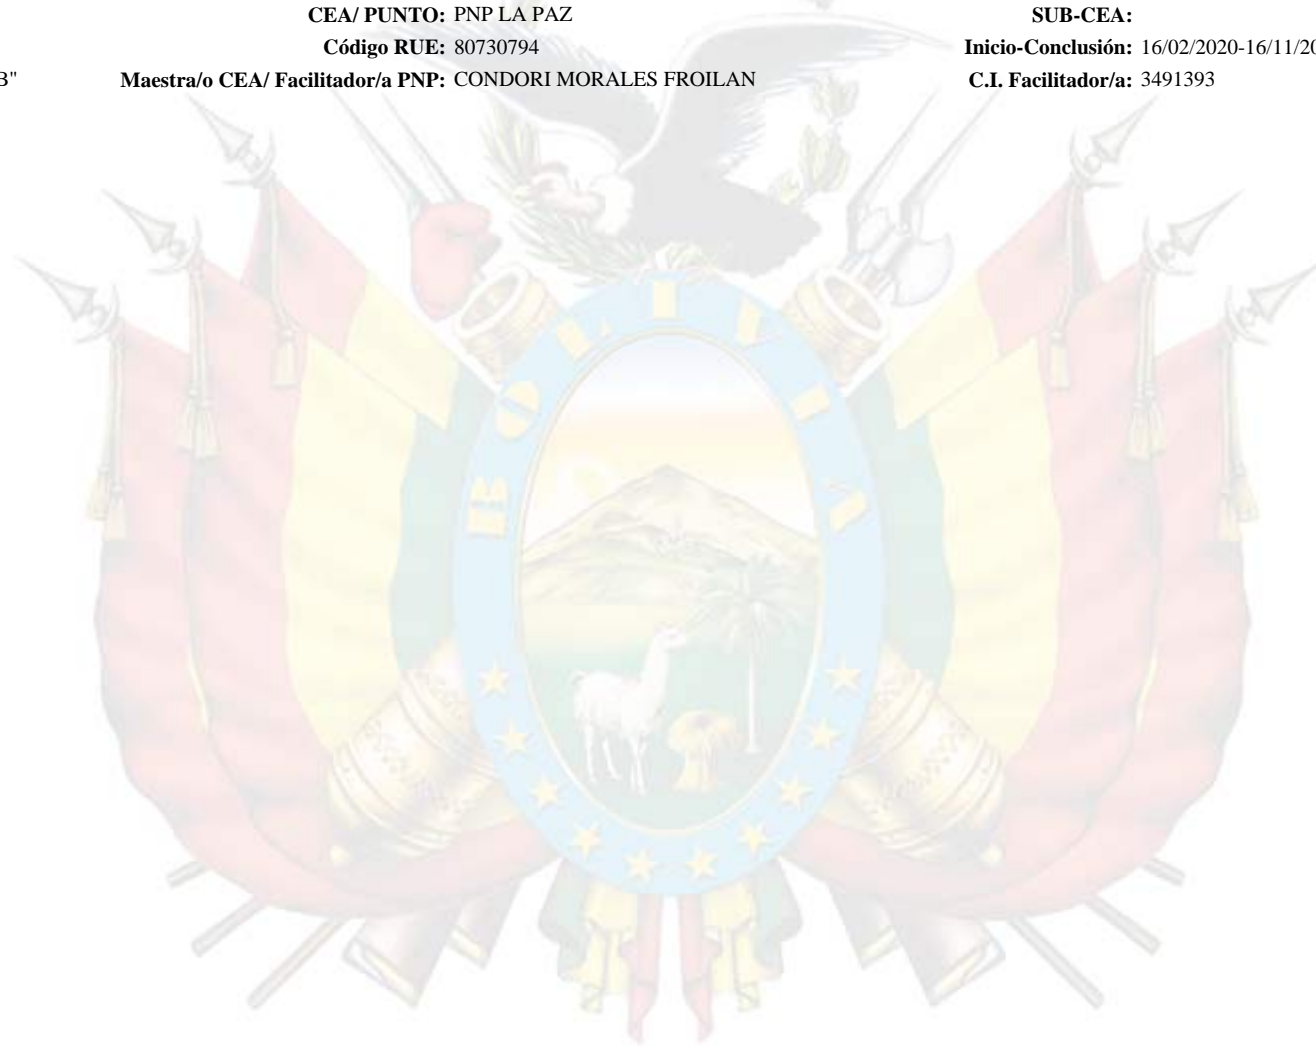 CEA/ PUNTO: PNP LA PAZ SUB-CEA:
Código RUE: 80730794 Inicio-Conclusión: 16/02/2020-16/11/20
B" Maestra/o CEA/ Facilitador/a PNP: CONDORI MORALES FROILAN C.I. Facilitador/a: 3491393
BOLIVIA